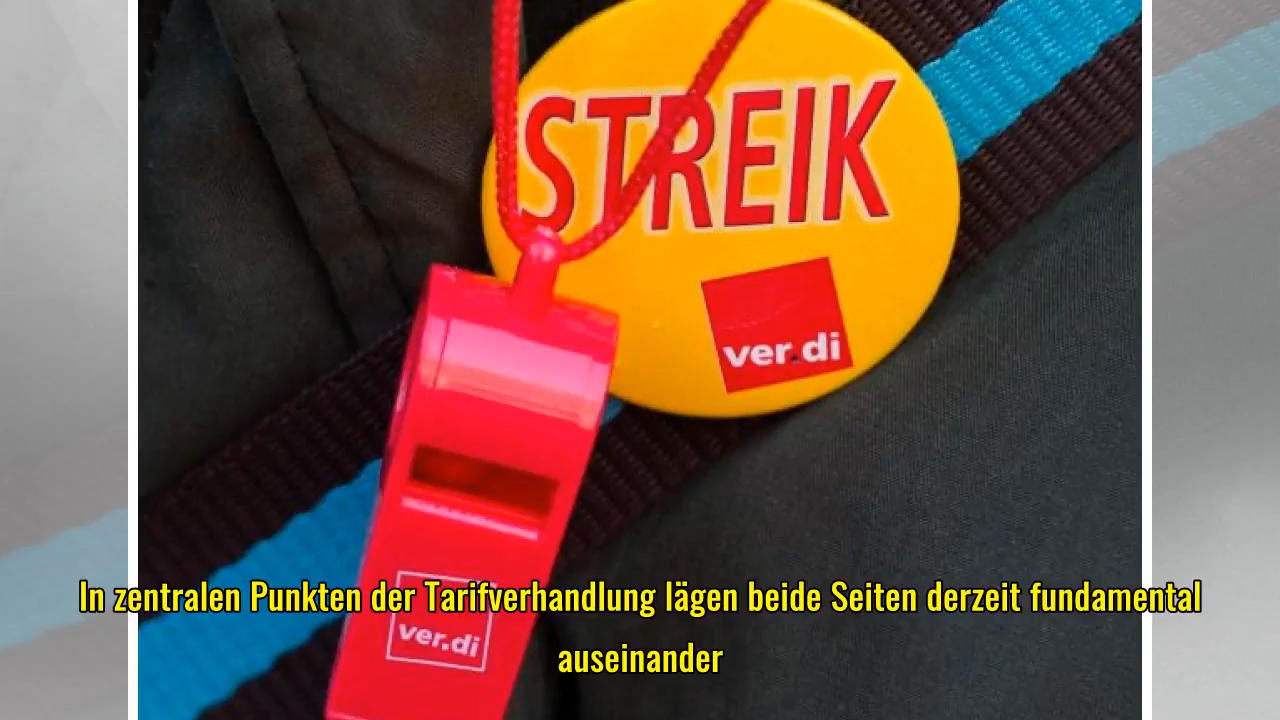 STREIK
ver.di
ver.di
In zentralen Punkten der Tarifverhandlung lägen beide Seiten derzeit fundamental
auseinander